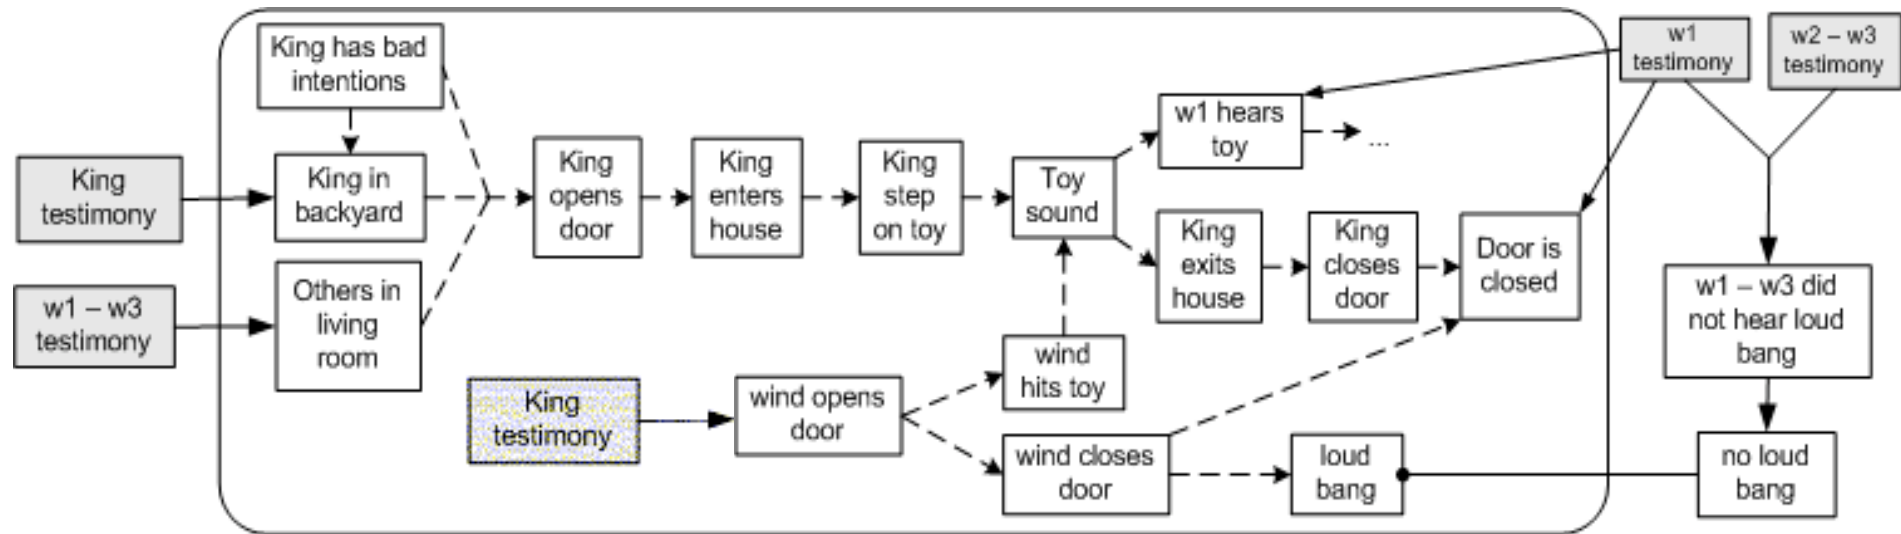 King has bad
intentions
w1
testimony
w2 – w3
testimony
w1 hears
toy
...
King
testimony
King in
backyard
King
opens
door
King
enters
house
King
step
on toy
Toy
sound
King
exits
house
King
closes
door
Door is
closed
w1 – w3
testimony
Others in
living
room
w1 – w3 did
not hear loud
bang
wind
hits toy
King
testimony
wind opens
door
wind closes
door
loud
bang
no loud
bang